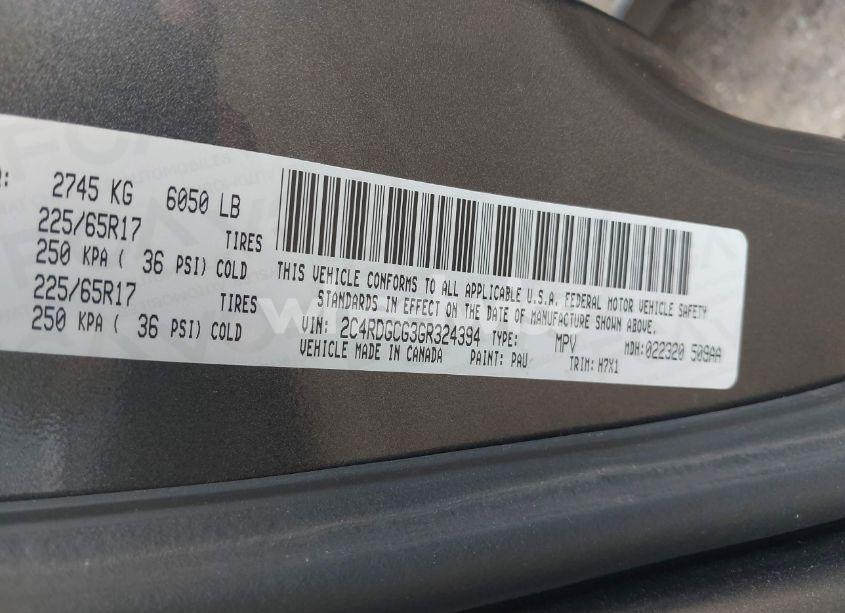 2745 KG 6050 LB
225/65R17 TIRES
250 KPA ( 36 PSI) COLD
225/65R17 TIRES
250 KPA ( 36 PSI) COLD
THIS VEHICLE CONFORMS TO ALL APPLICABLE U.S.A. FEDERAL MOTOR VEHICLE SAFETY
STANDARDS IN EFFECT ON THE DATE OF MANUFACTURE SHOWN ABOVE.
VIN: 2C4RDGCG3GR324394 TYPE: MPV MDH:022320 509AA
VEHICLE MADE IN CANADA PAINT: PAU TRIM: H7X1